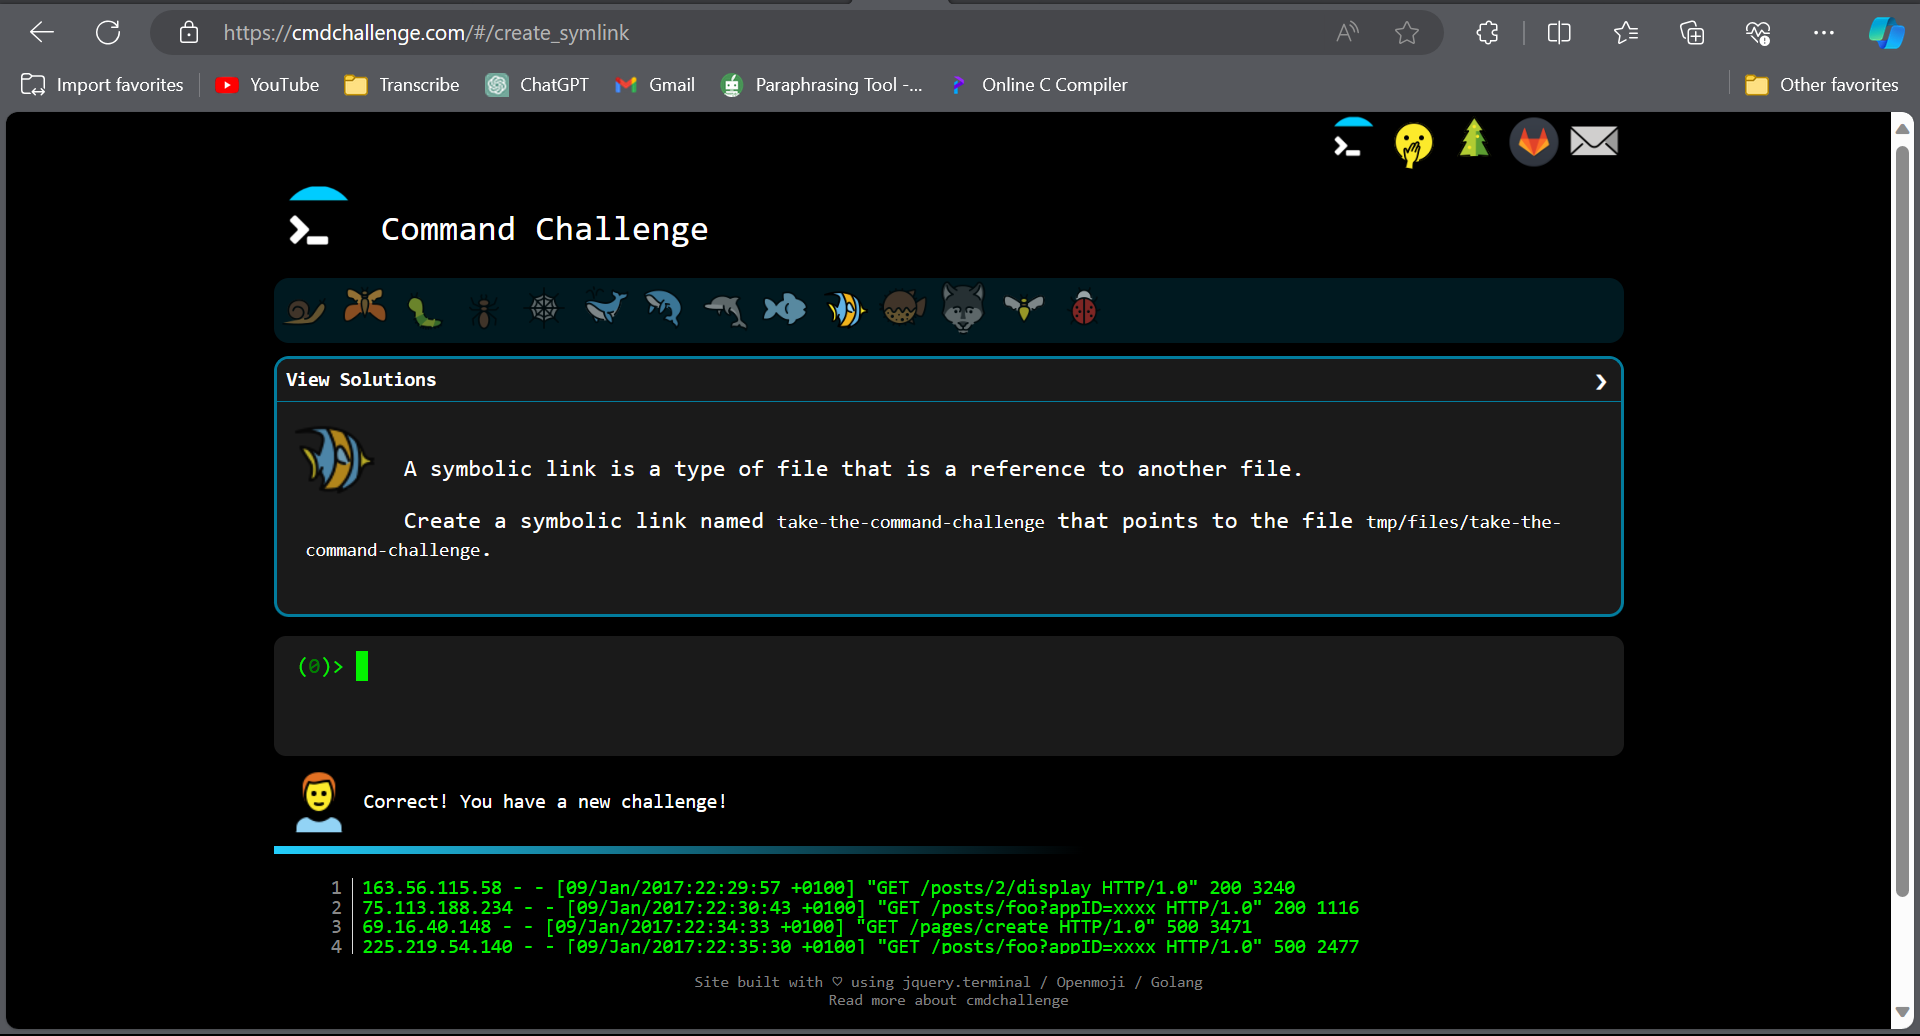 https://cmdchallenge.com/#/create_symlink
Import favorites YouTube Transcribe ChatGPT Gmail Paraphrasing Tool -... Online C Compiler Other favorites
Command Challenge
View Solutions
A symbolic link is a type of file that is a reference to another file.
Create a symbolic link named take-the-command-challenge that points to the file tmp/files/take-the-
command-challenge.
(0)>
Correct! You have a new challenge!
1 163.56.115.58 - - [09/Jan/2017:22:29:57 +0100] "GET /posts/2/display HTTP/1.0" 200 3240
2 75.113.188.234 - - [09/Jan/2017:22:30:43 +0100] "GET /posts/foo?appID=xxxx HTTP/1.0" 200 1116
3 69.16.40.148 - - [09/Jan/2017:22:34:33 +0100] "GET /pages/create HTTP/1.0" 500 3471
4 225.219.54.140 - - [09/Jan/2017:22:35:30 +0100] "GET /posts/foo?appID=xxxx HTTP/1.0" 500 2477
Site built with ♡ using jquery.terminal / Openmoji / Golang
Read more about cmdchallenge